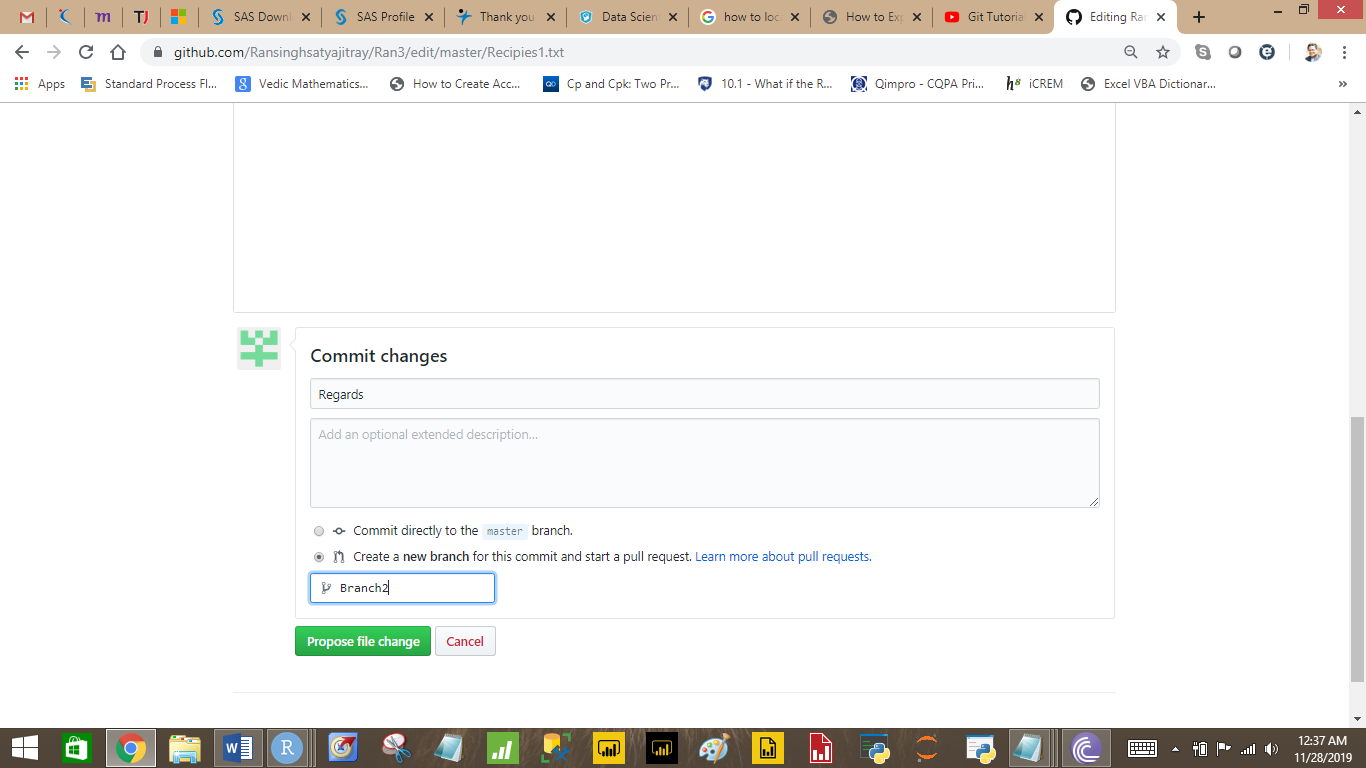 SAS Downl
SAS Profile
Thank you
Data Scien
how to loc
How to Exp
Git Tutorial
Editing Ran
github.com/Ransinghsatyajitray/Ran3/edit/master/Recipies1.txt
Apps
Standard Process Fl...
Vedic Mathematics...
How to Create Acc...
Cp and Cpk: Two Pr...
10.1 - What if the R...
Qimpro - CQPA Pri...
iCREM
Excel VBA Dictionar...
»
Commit changes
Regards
Add an optional extended description...
Commit directly to the master branch.
Create a new branch for this commit and start a pull request. Learn more about pull requests.
Branch2
Propose file change
Cancel
12:37 AM
11/28/2019